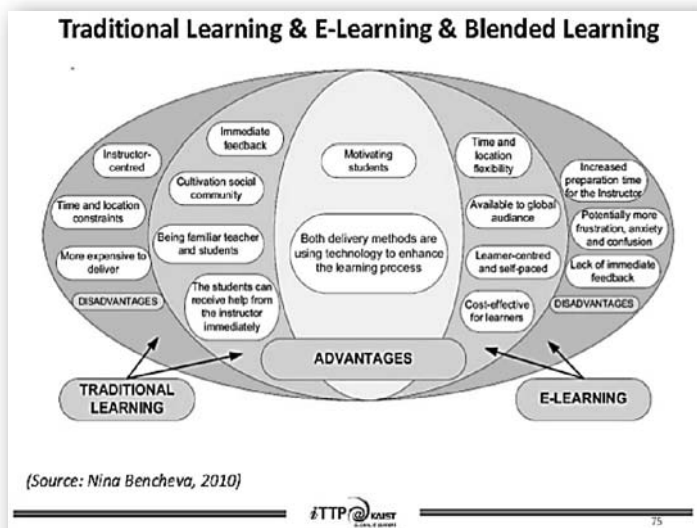 Traditional Learning & E-Learning & Blended Learning
Instructor-
centred
Time and location
constraints
More expensive to
deliver
DISADVANTAGES
Immediate
feedback
Cultivation social
community
Being familiar teacher
and students
The students can
receive help from
the instructor
immediately
Motivating
students
Both delivery methods are
using technology to enhance
the learning process
Time and
location
flexibility
Available to global
audiance
Learner-centred
and self-paced
Cost-effective
for learners
Increased
preparation time
for the Instructor
Potentially more
frustration, anxiety
and confusion
Lack of immediate
feedback
DISADVANTAGES
ADVANTAGES
TRADITIONAL
LEARNING
E-LEARNING
(Source: Nina Bencheva, 2010)
iTTP@KAIST
75